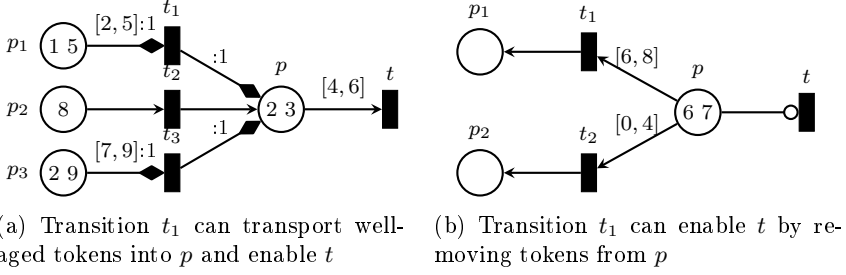 [2, 5]:1 t₁
p₁ 1 5 :1 p
t₂ [4, 6] t
p₂ 8 2 3
:1
[7, 9]:1 t₃
p₃ 2 9
(a) Transition t₁ can transport well-
aged tokens into p and enable t
p₁ t₁
[6, 8] p t
6 7
p₂ t₂ [0, 4]
(b) Transition t₁ can enable t by re-
moving tokens from p